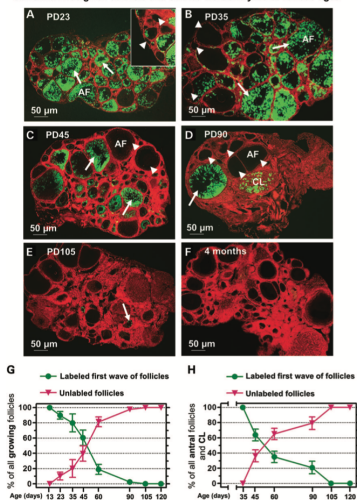 A PD23
AF
50 μm
B PD35
AF
50 μm
C PD45
AF
50 μm
D PD90
AF
CL
50 μm
E PD105
50 μm
F 4 months
50 μm
G
Labeled first wave of follicles
Unlabled follicles
% of all growing follicles
100
80
60
40
20
0
Age (days) 13 23 35 45 60 90 105 120
H
Labeled first wave of follicles
Unlabeled follicles
% of all antral follicles
and CL
100
80
60
40
20
0
Age (days) 35 45 60 90 105 120